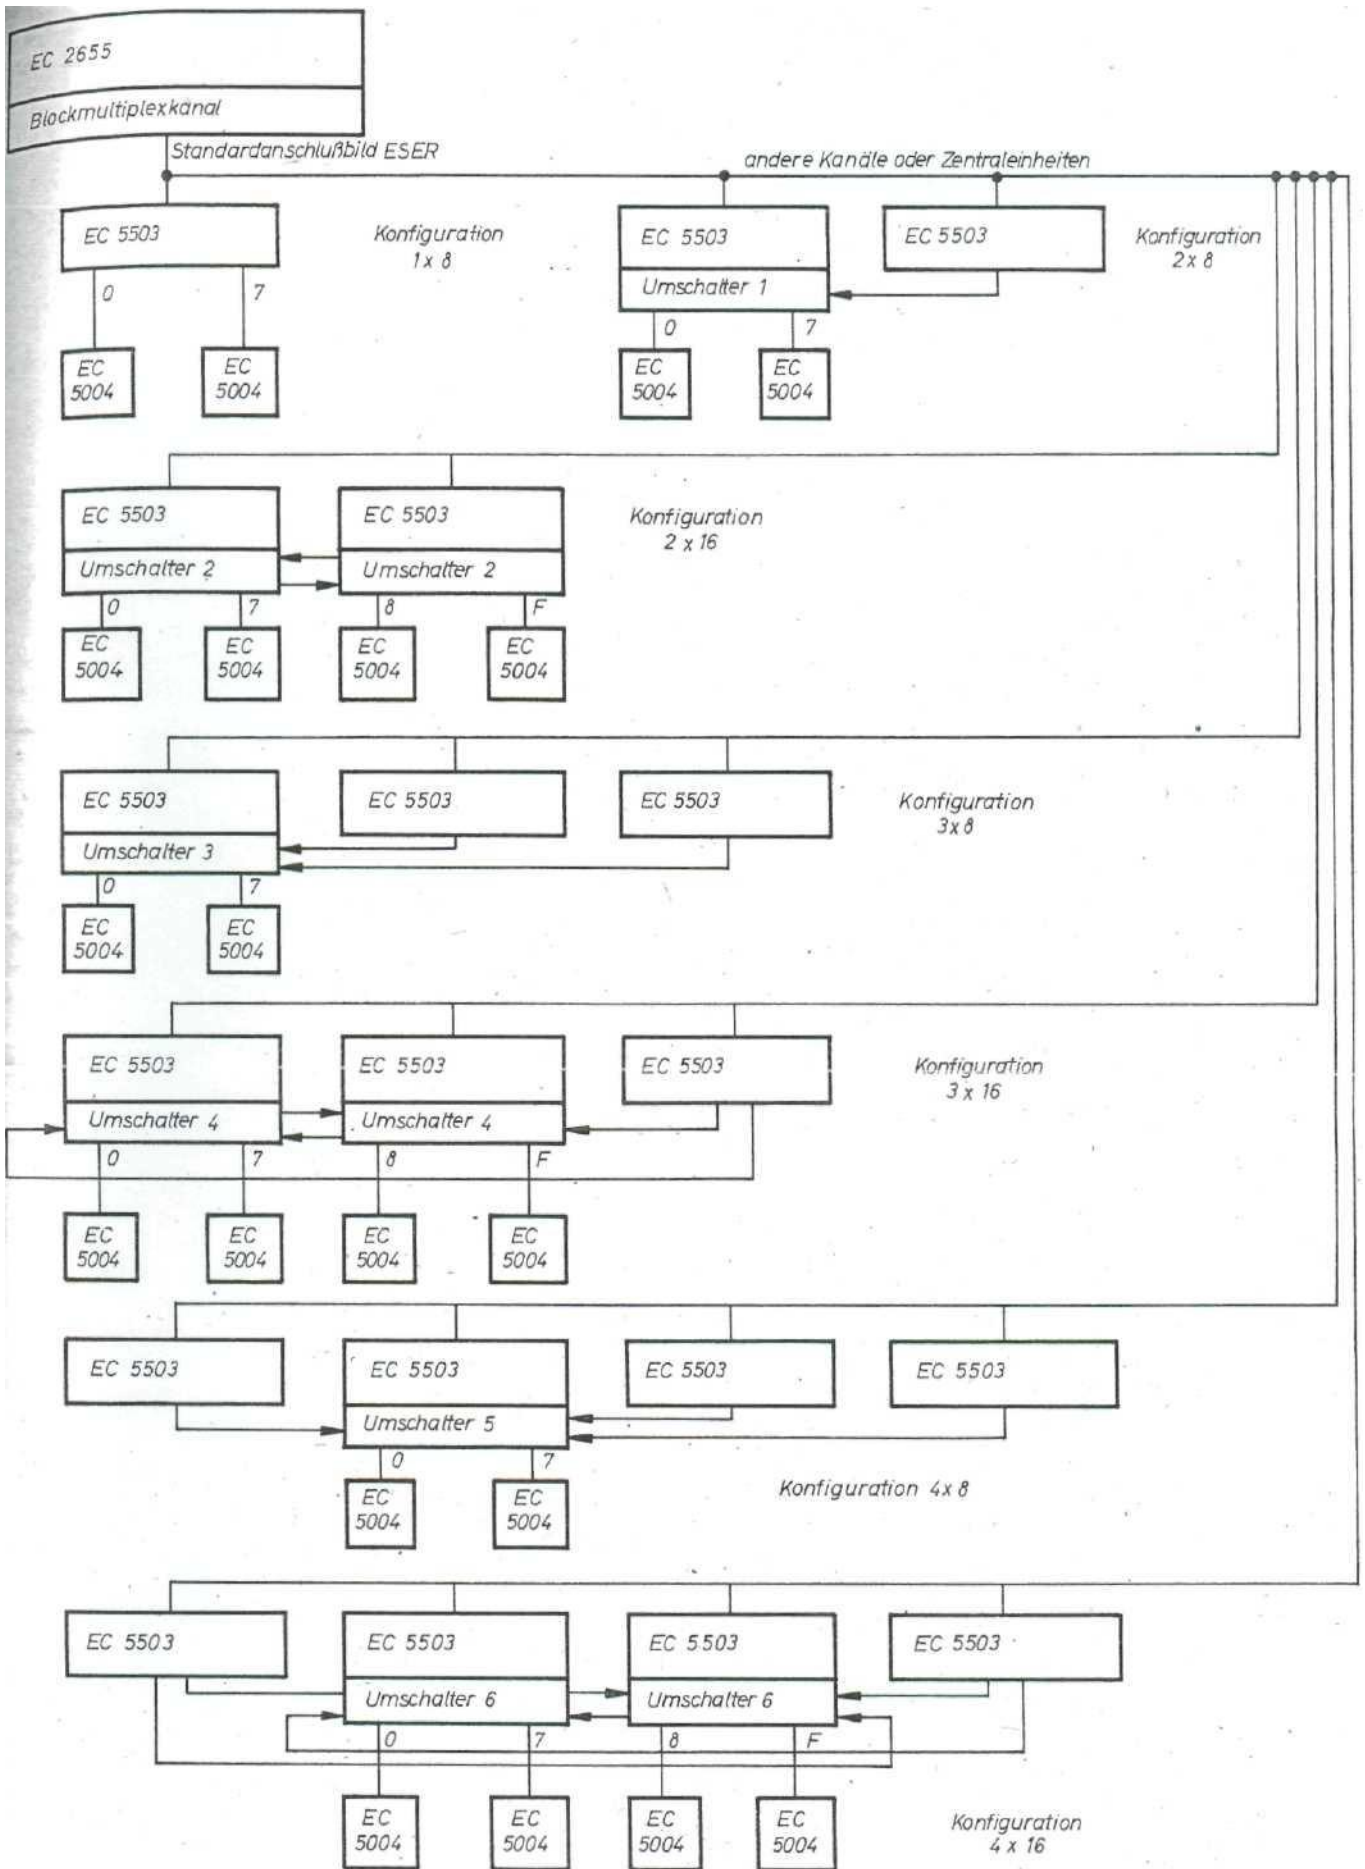 EC 2655
Blockmultiplexkanal
Standardanschlußbild ESER
andere Kanäle oder Zentraleinheiten
EC 5503
Konfiguration
1 x 8
0
7
EC
5004
EC
5004
EC 5503
Umschalter 1
EC 5503
Konfiguration
2 x 8
0
7
EC
5004
EC
5004
EC 5503
Umschalter 2
EC 5503
Umschalter 2
Konfiguration
2 x 16
0
7
8
F
EC
5004
EC
5004
EC
5004
EC
5004
EC 5503
Umschalter 3
EC 5503
EC 5503
Konfiguration
3 x 8
0
7
EC
5004
EC
5004
EC 5503
Umschalter 4
EC 5503
Umschalter 4
EC 5503
Konfiguration
3 x 16
0
7
8
F
EC
5004
EC
5004
EC
5004
EC
5004
EC 5503
EC 5503
Umschalter 5
EC 5503
EC 5503
0
7
EC
5004
EC
5004
Konfiguration 4 x 8
EC 5503
EC 5503
Umschalter 6
EC 5503
Umschalter 6
EC 5503
0
7
8
F
EC
5004
EC
5004
EC
5004
EC
5004
Konfiguration
4 x 16